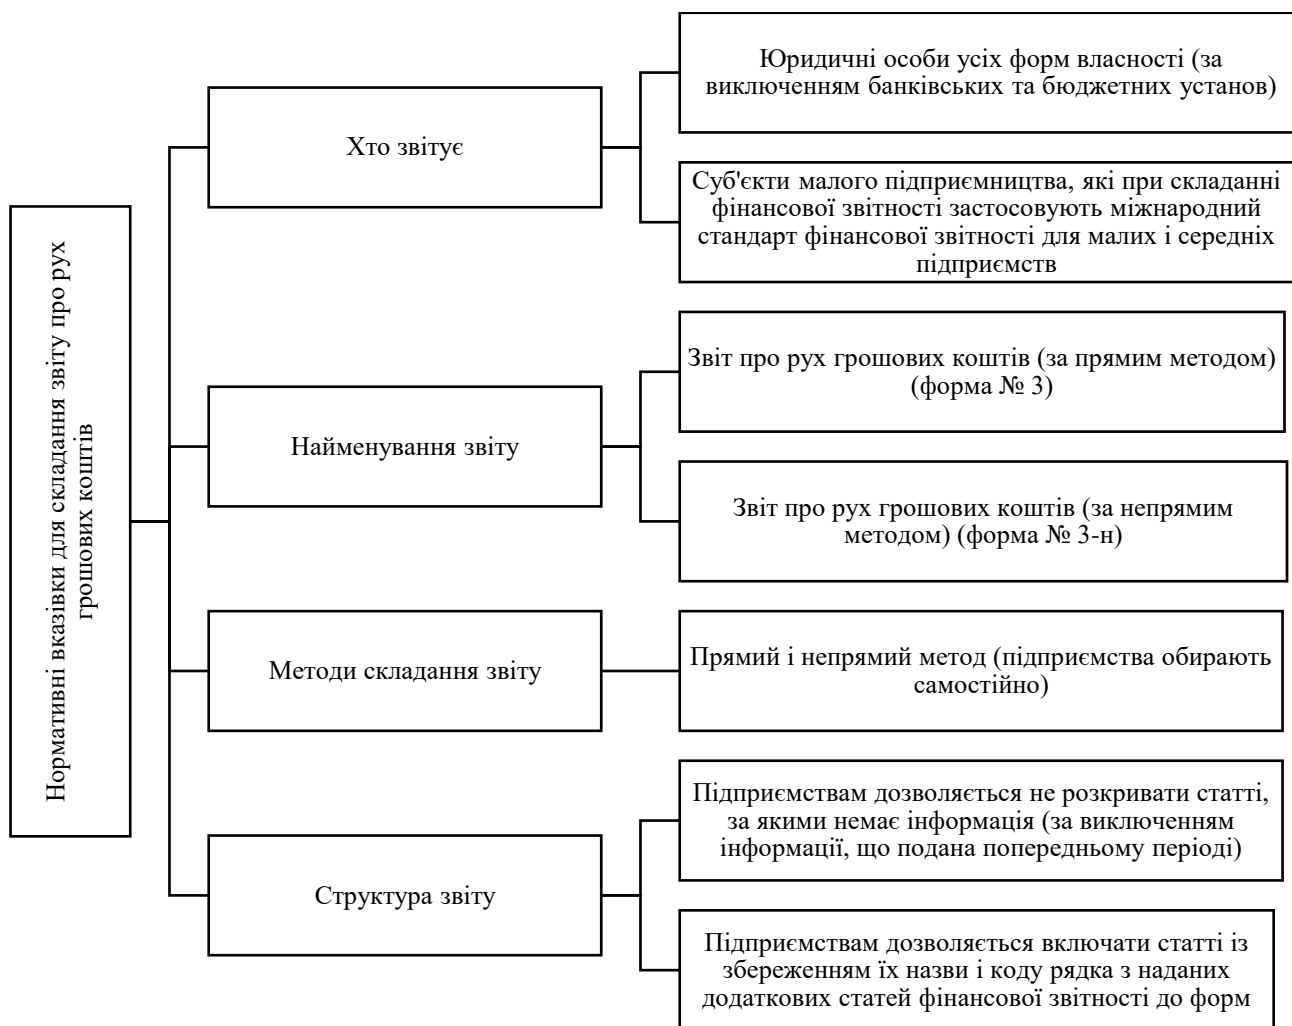 Нормативні вказівки для складання звіту про рух
грошових коштів
Хто звітує
Юридичні особи усіх форм власності (за
виключенням банківських та бюджетних установ)
Суб'єкти малого підприємництва, які при складанні
фінансової звітності застосовують міжнародний
стандарт фінансової звітності для малих і середніх
підприємств
Найменування звіту
Звіт про рух грошових коштів (за прямим методом)
(форма № 3)
Звіт про рух грошових коштів (за непрямим
методом) (форма № 3-н)
Методи складання звіту
Прямий і непрямий метод (підприємства обирають
самостійно)
Структура звіту
Підприємствам дозволяється не розкривати статті,
за якими немає інформація (за виключенням
інформації, що подана попередньому періоді)
Підприємствам дозволяється включати статті із
збереженням їх назви і коду рядка з наданих
додаткових статей фінансової звітності до форм